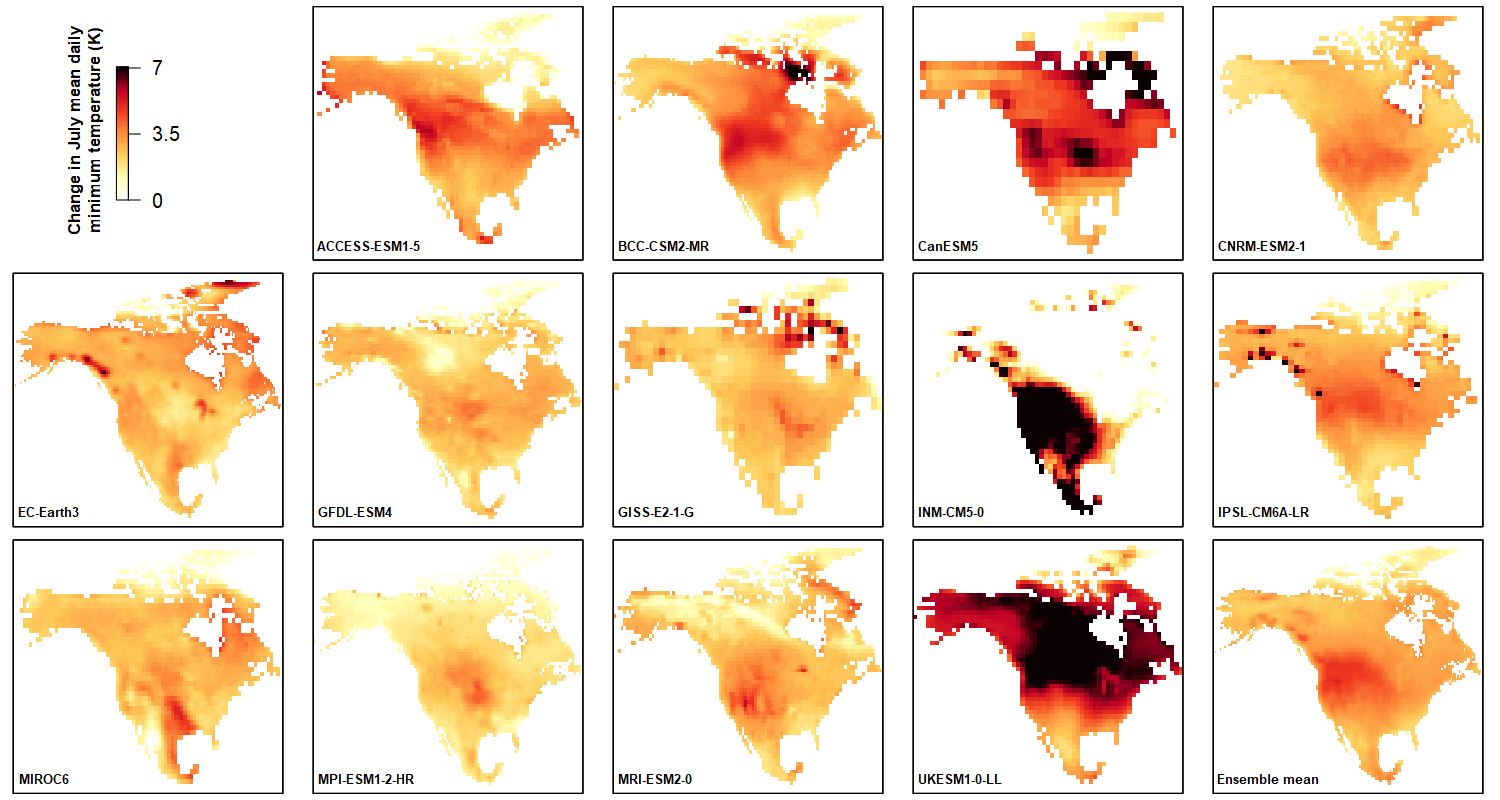 Change in July mean daily
minimum temperature (K)
7
3.5
0
ACCESS-ESM1-5
BCC-CSM2-MR
CanESM5
CNRM-ESM2-1
EC-Earth3
GFDL-ESM4
GISS-E2-1-G
INM-CM5-0
IPSL-CM6A-LR
MIROC6
MPI-ESM1-2-HR
MRI-ESM2-0
UKESM1-0-LL
Ensemble mean